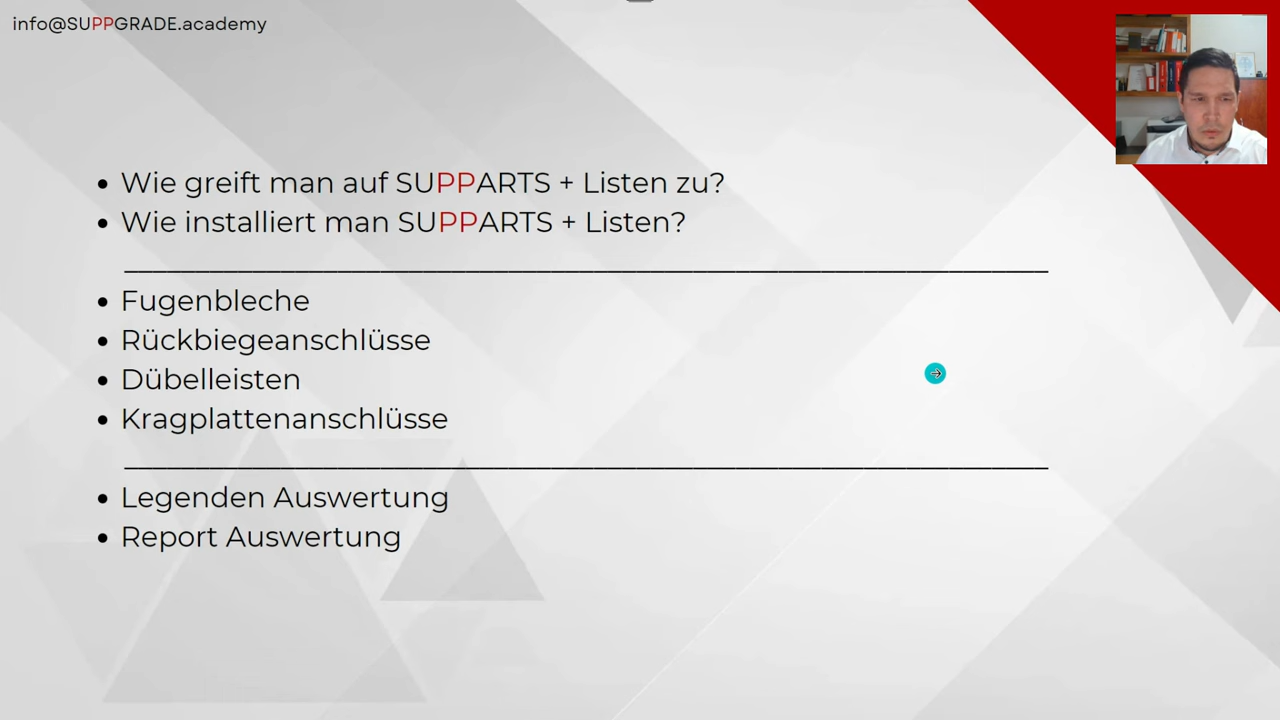 info@SUPPGRADE.academy
• Wie greift man auf SUPPARTS + Listen zu?
• Wie installiert man SUPPARTS + Listen?
• Fugenbleche
• Rückbiegeanschlüsse
• Dübelleisten
• Kragplattenanschlüsse
• Legenden Auswertung
• Report Auswertung